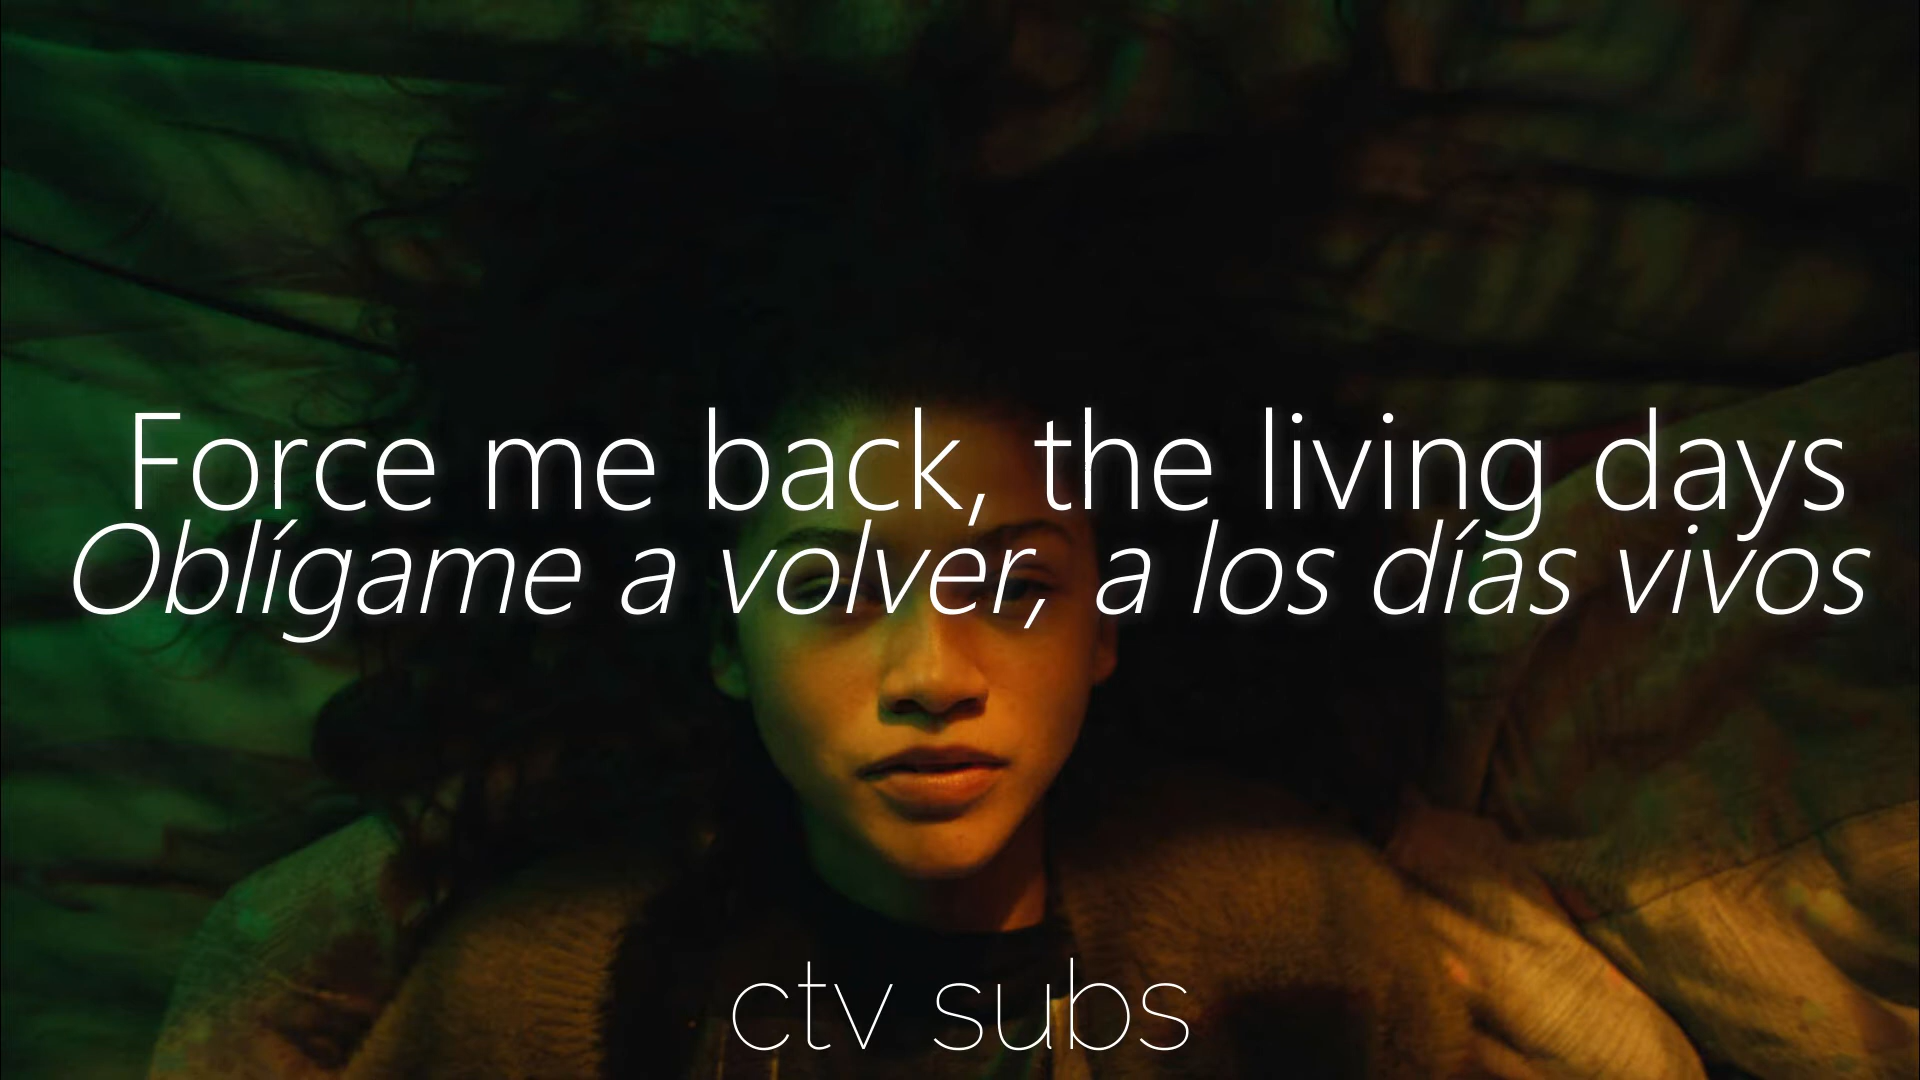 Force me back, the living days
Oblígame a volver, a los días vivos
ctv subs